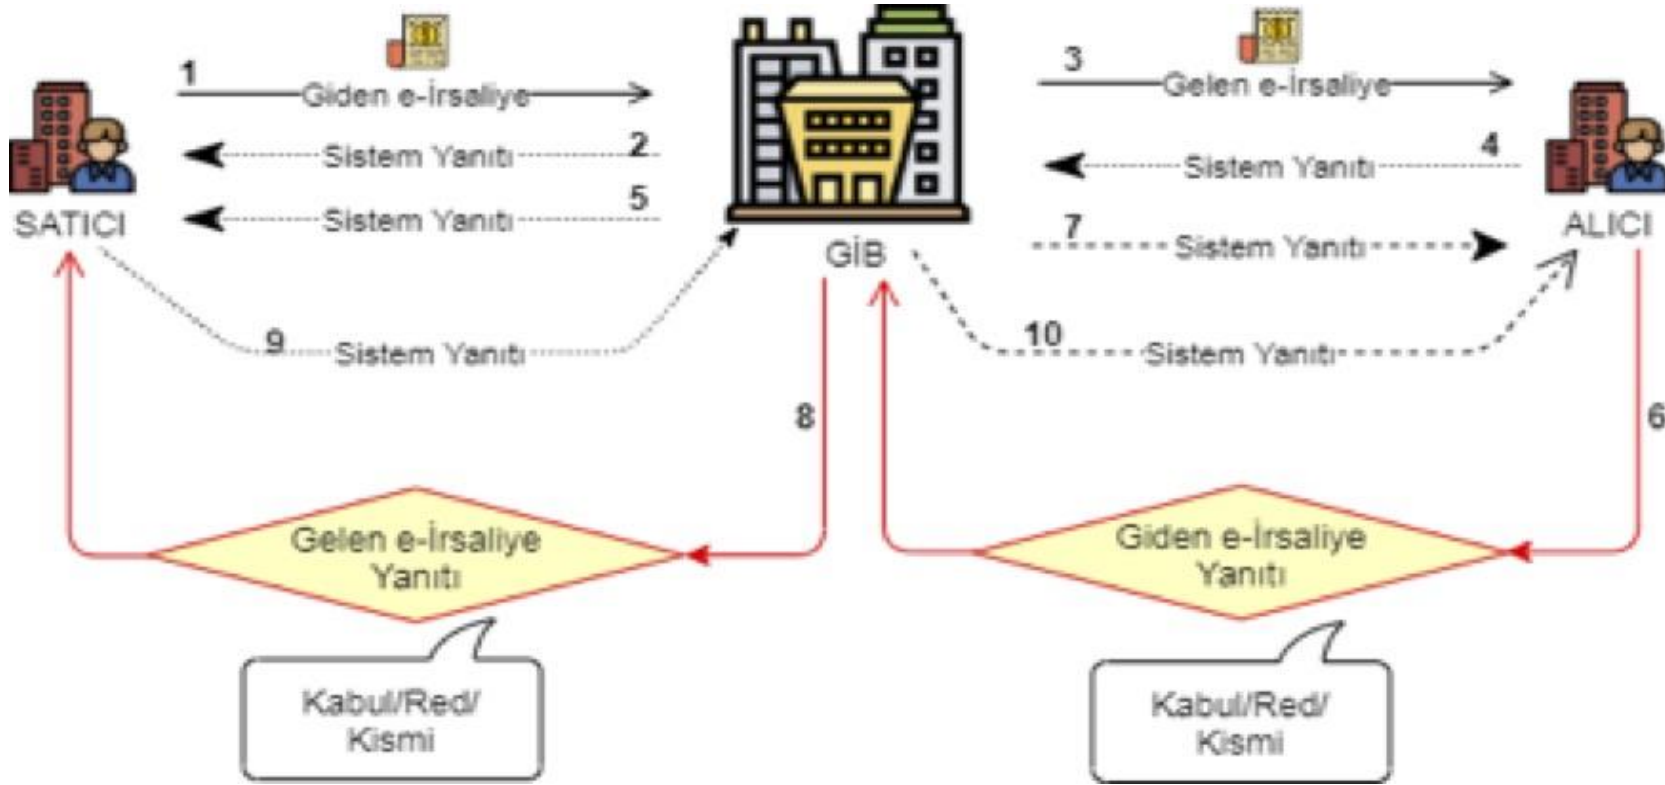 1
Giden e-İrsaliye
3
Gelen e-İrsaliye
2
Sistem Yanıtı
4
Sistem Yanıtı
5
Sistem Yanıtı
7
Sistem Yanıtı
SATICI
GİB
ALICI
9
Sistem Yanıtı
10
Sistem Yanıtı
8
6
Gelen e-İrsaliye
Yanıtı
Giden e-İrsaliye
Yanıtı
Kabul/Red/
Kismi
Kabul/Red/
Kismi